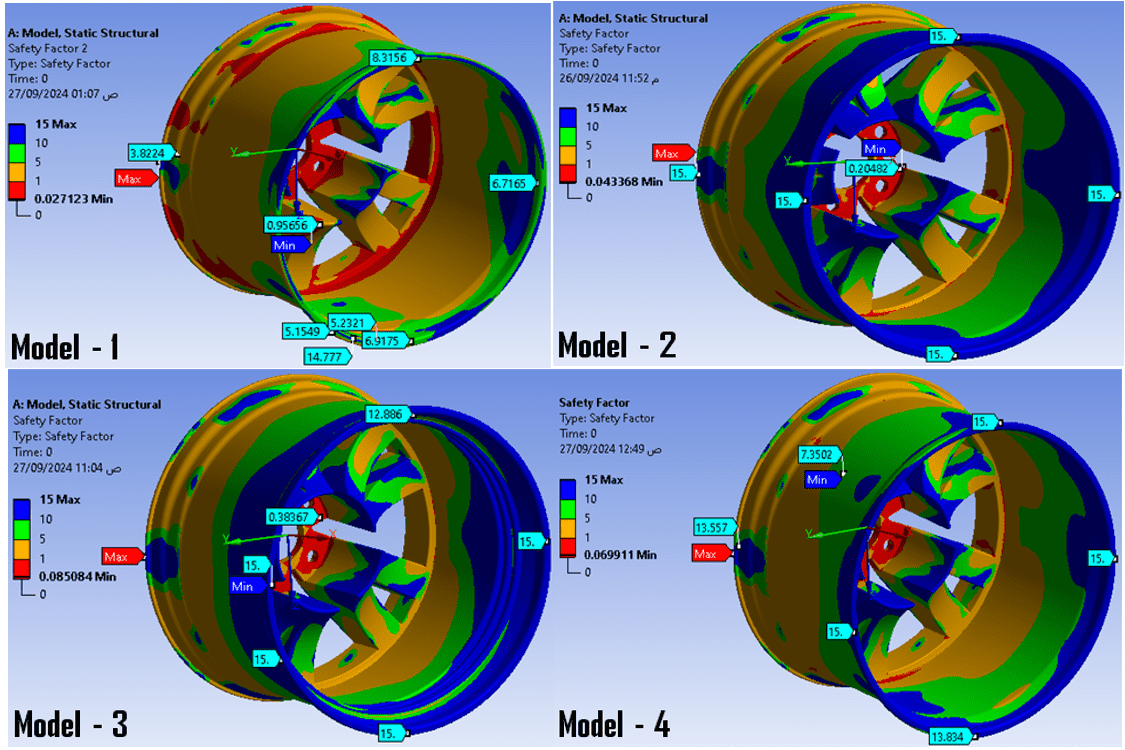 A: Model, Static Structural
Safety Factor 2
Type: Safety Factor
Time: 0
27/09/2024 01:07 ص
15 Max
10
5
1
0.027123 Min
0
8.3156
3.8224
Max
Y
6.7165
0.95656
Min
5.2321
5.1549
6.9175
14.777
Model - 1
A: Model, Static Structural
Safety Factor
Type: Safety Factor
Time: 0
26/09/2024 11:52 م
15 Max
10
5
1
0.043368 Min
0
15.
Max
15.
Y
Min
0.20482
15.
15.
15.
Model - 2
A: Model, Static Structural
Safety Factor
Type: Safety Factor
Time: 0
27/09/2024 11:04 ص
15 Max
10
5
1
0.085084 Min
0
12.886
0.38367
Y
X
Max
15.
15.
Min
15.
15.
Model - 3
Safety Factor
Type: Safety Factor
Time: 0
27/09/2024 12:49 ص
15 Max
10
5
1
0.069911 Min
0
15.
7.3502
Min
13.557
Max
Y
15.
15.
13.834
Model - 4